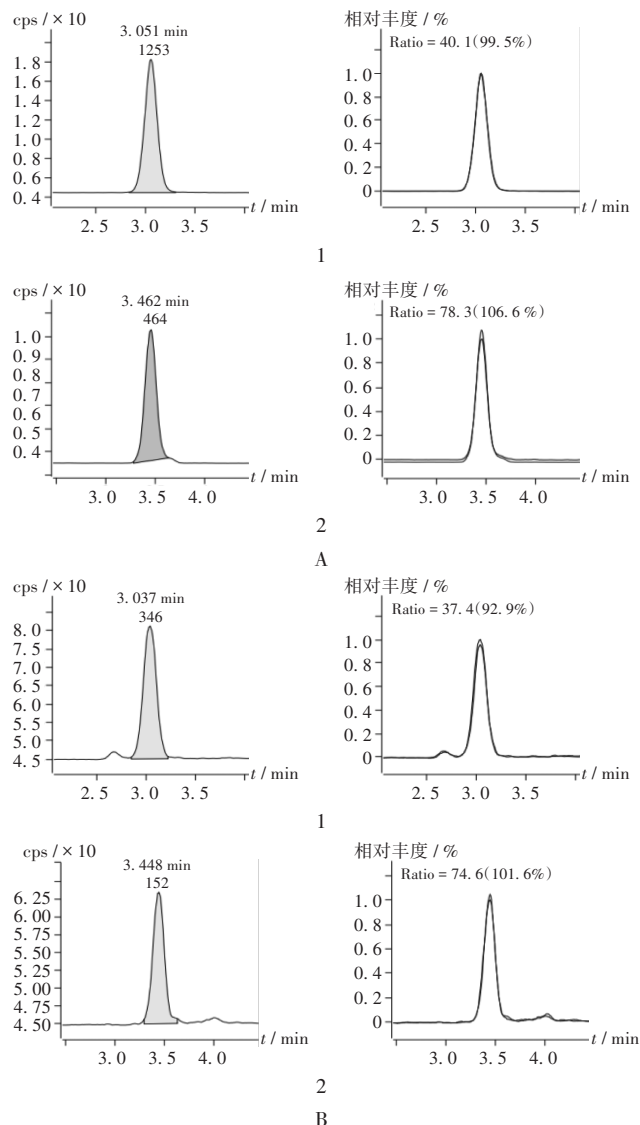 cps / × 10
3. 051 min
1253
1. 8
1. 6
1. 4
1. 2
1. 0
0. 8
0. 6
0. 4
2. 5 3. 0 3. 5
t / min
相对丰度 / %
Ratio = 40. 1(99. 5%)
1. 0
0. 8
0. 6
0. 4
0. 2
0
2. 5 3. 0 3. 5
t / min
1
cps / × 10
3. 462 min
464
1. 0
0. 9
0. 8
0. 7
0. 6
0. 5
0. 4
3. 0 3. 5 4. 0
t / min
相对丰度 / %
Ratio = 78. 3(106. 6%)
1. 0
0. 8
0. 6
0. 4
0. 2
0
3. 0 3. 5 4. 0
t / min
2
A
cps / × 10
3. 037 min
346
8. 0
7. 5
7. 0
6. 5
6. 0
5. 5
5. 0
4. 5
2. 5 3. 0 3. 5
t / min
相对丰度 / %
Ratio = 37. 4(92. 9%)
1. 0
0. 8
0. 6
0. 4
0. 2
0
2. 5 3. 0 3. 5
t / min
1
cps / × 10
3. 448 min
152
6. 25
6. 00
5. 75
5. 50
5. 25
5. 00
4. 75
4. 50
3. 0 3. 5 4. 0
t / min
相对丰度 / %
Ratio = 74. 6(101. 6%)
1. 0
0. 8
0. 6
0. 4
0. 2
0
3. 0 3. 5 4. 0
t / min
2
B